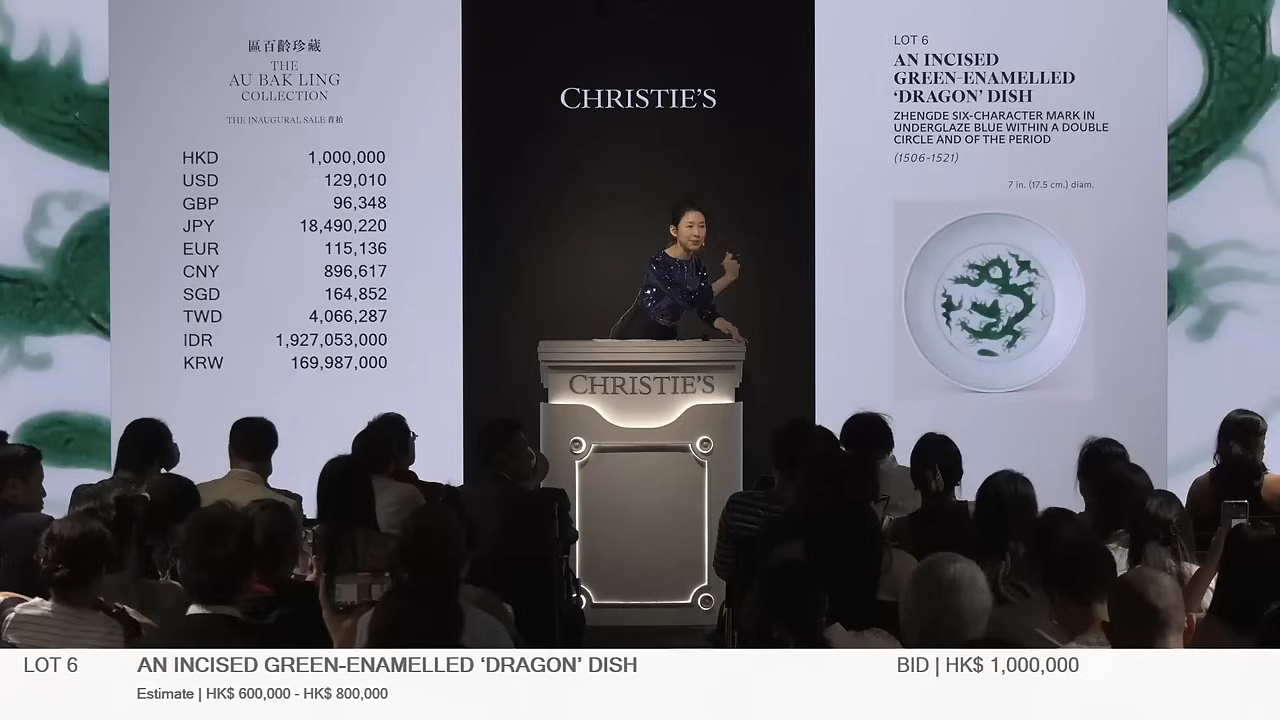 區百齡珍藏
THE
AU BAK LING
COLLECTION
THE INAUGURAL SALE 首拍
HKD 1,000,000
USD 129,010
GBP 96,348
JPY 18,490,220
EUR 115,136
CNY 896,617
SGD 164,852
TWD 4,066,287
IDR 1,927,053,000
KRW 169,987,000
CHRISTIE'S
CHRISTIE'S
LOT 6
AN INCISED
GREEN-ENAMELLED
‘DRAGON’ DISH
ZHENGDE SIX-CHARACTER MARK IN
UNDERGLAZE BLUE WITHIN A DOUBLE
CIRCLE AND OF THE PERIOD
(1506-1521)
7 in. (17.5 cm.) diam.
LOT 6 AN INCISED GREEN-ENAMELLED ‘DRAGON’ DISH BID | HK$ 1,000,000
Estimate | HK$ 600,000 - HK$ 800,000